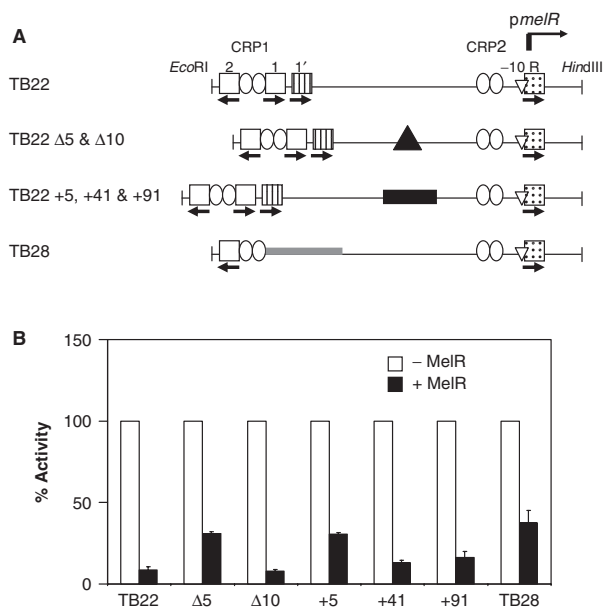 A
pmelR
CRP1
CRP2
EcoRI 2 1 1′ −10 R HindIII
TB22
TB22 Δ5 & Δ10
TB22 +5, +41 & +91
TB28
B
150
− MelR
+ MelR
100
% Activity
50
0
TB22 Δ5 Δ10 +5 +41 +91 TB28